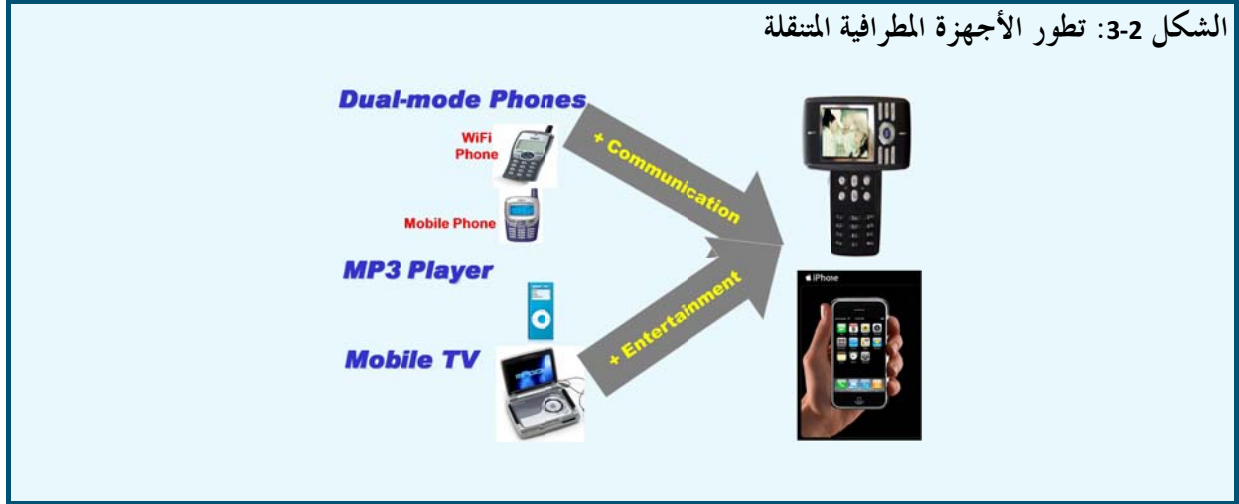 الشكل 2-3: تطور الأجهزة المطرافية المتنقلة
Dual-mode Phones
WiFi
Phone
+ Communication
Mobile Phone
MP3 Player
iPhone
+ Entertainment
Mobile TV